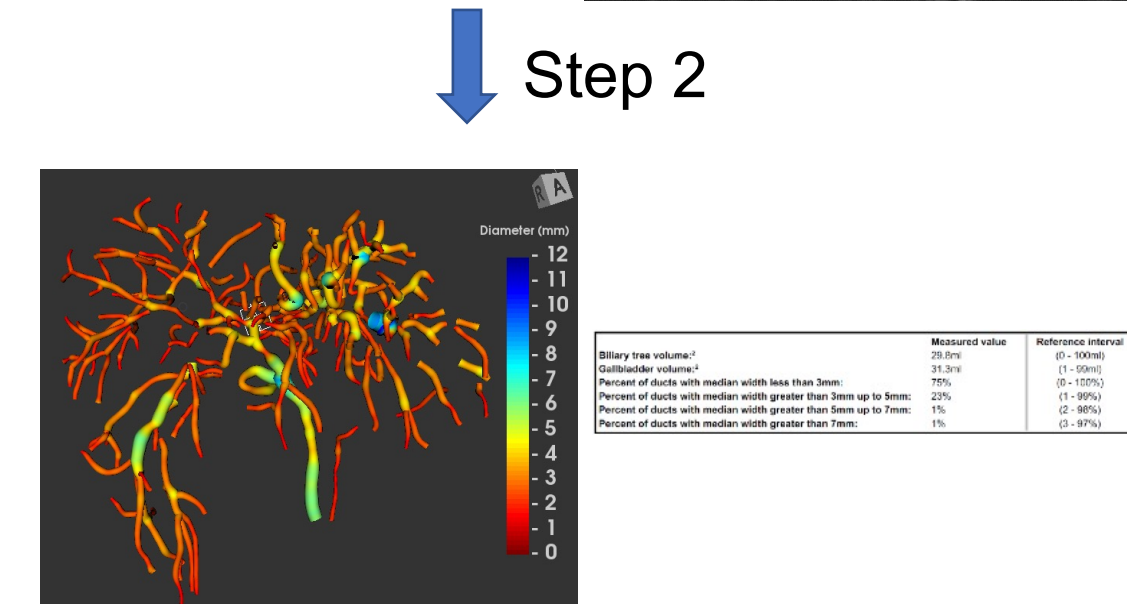 Step 2
R A
Diameter (mm)
12
11
10
9
8
7
6
5
4
3
2
1
0
Measured value Reference interval
Biliary tree volume:² 29.8ml (0 - 100ml)
Gallbladder volume:¹ 31.3ml (1 - 99ml)
Percent of ducts with median width less than 3mm: 75% (0 - 100%)
Percent of ducts with median width greater than 3mm up to 5mm: 23% (1 - 99%)
Percent of ducts with median width greater than 5mm up to 7mm: 1% (2 - 98%)
Percent of ducts with median width greater than 7mm: 1% (3 - 97%)